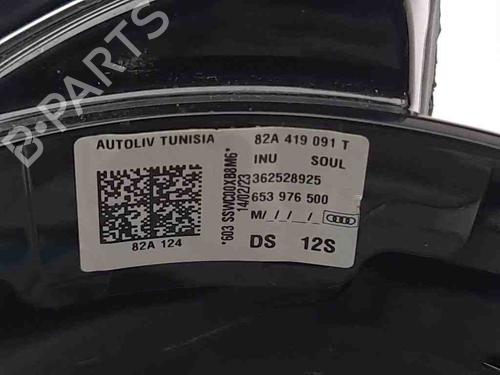 AUTOLIV TUNISIA
82A 124
*603 SSWC00XB8M6*
14/02/23
82A 419 091 T
INU SOUL
362528925
653 976 500
M/_/_/_/
DS 12S
B-PARTS